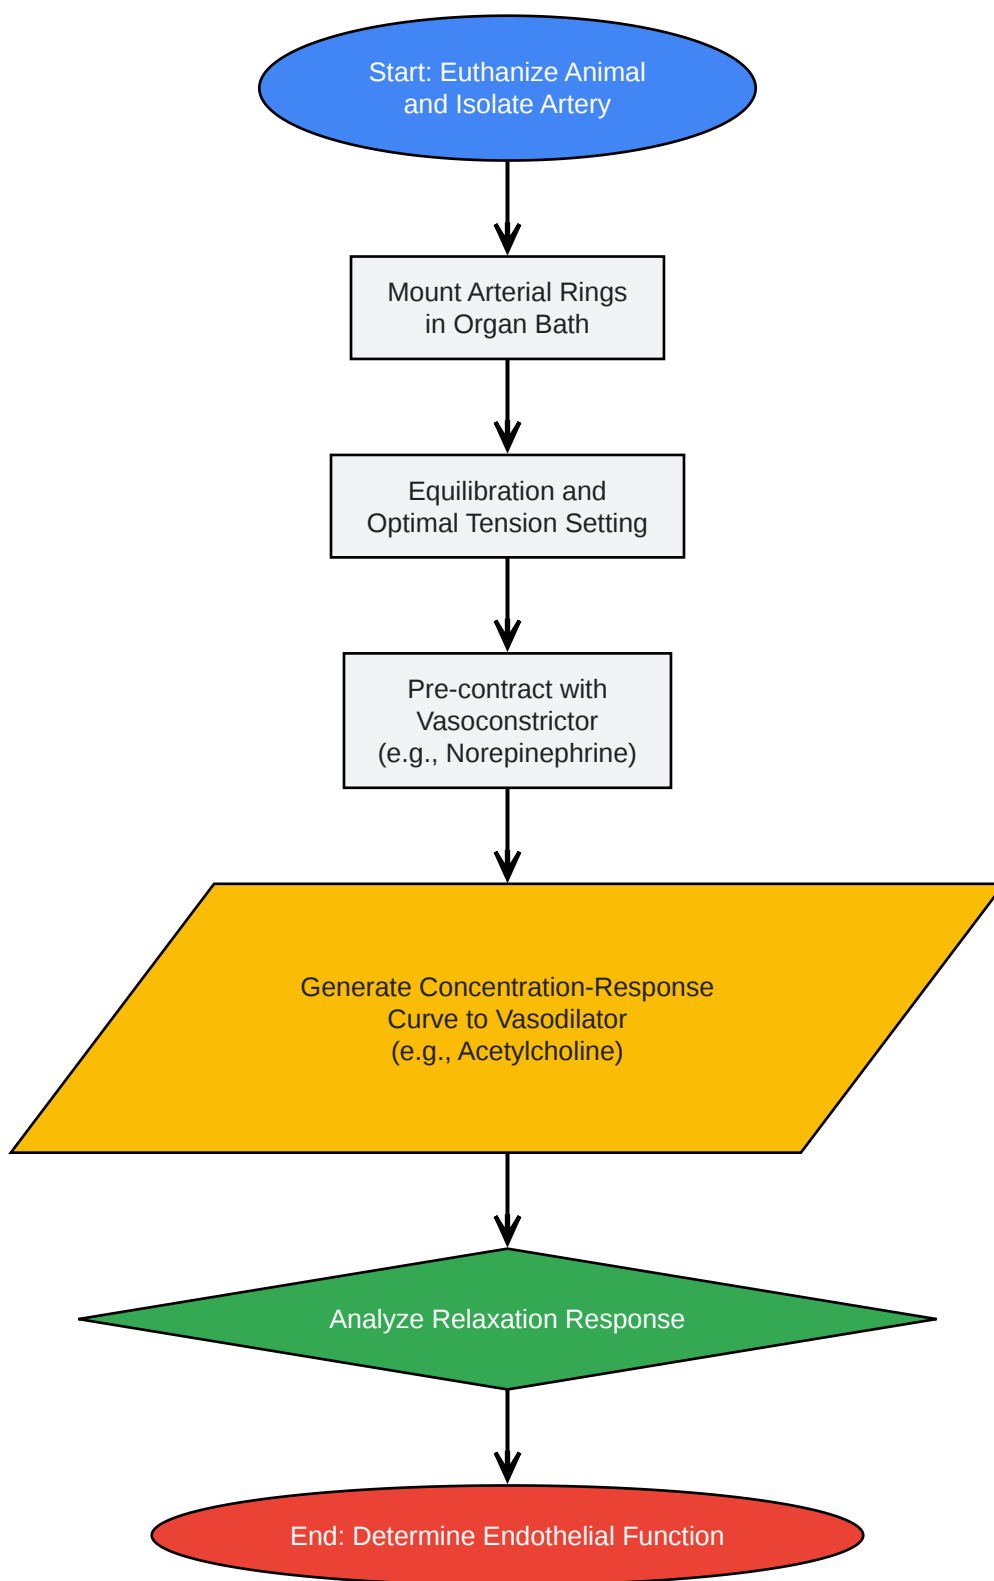 Start: Euthanize Animal
and Isolate Artery
Mount Arterial Rings
in Organ Bath
Equilibration and
Optimal Tension Setting
Pre-contract with
Vasoconstrictor
(e.g., Norepinephrine)
Generate Concentration-Response
Curve to Vasodilator
(e.g., Acetylcholine)
Analyze Relaxation Response
End: Determine Endothelial Function